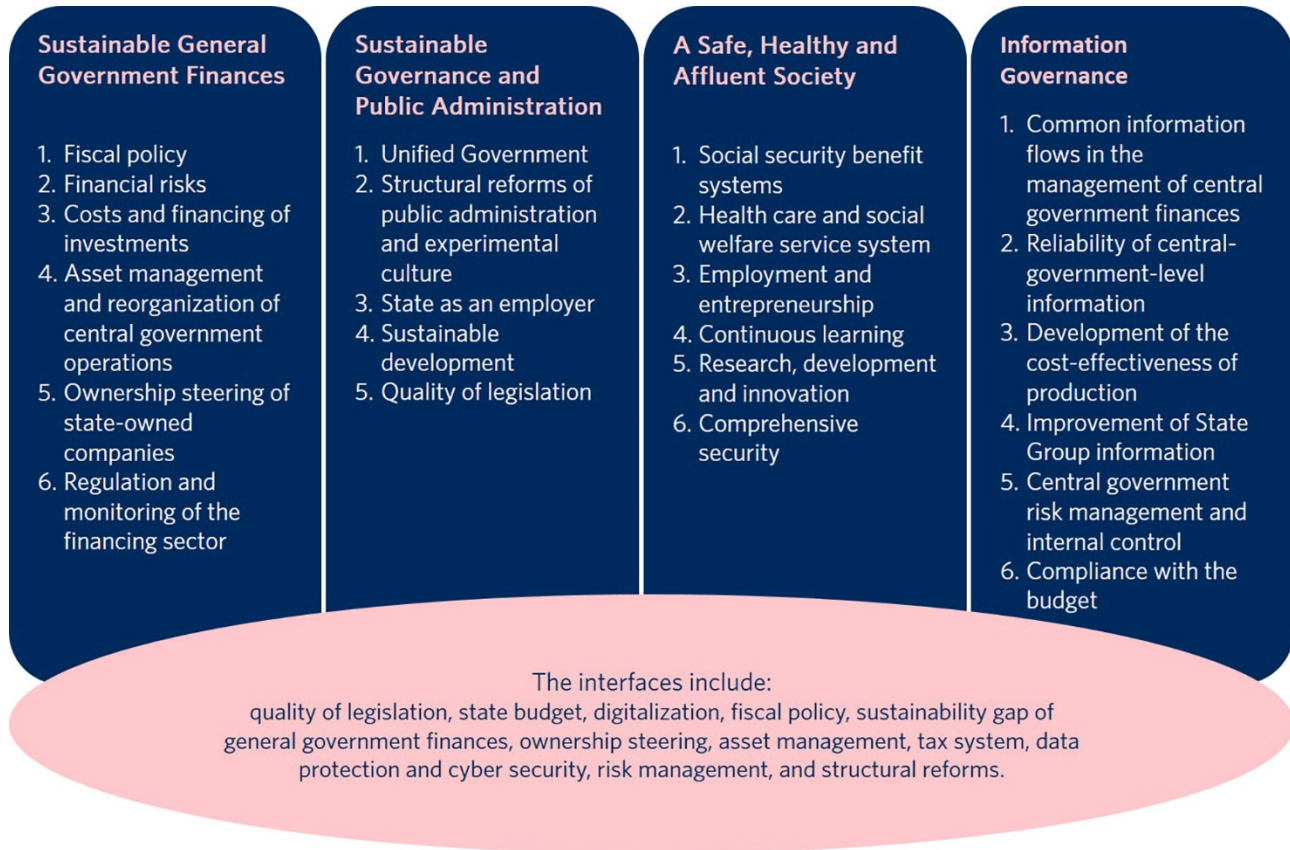 Sustainable General
Government Finances
1. Fiscal policy
2. Financial risks
3. Costs and financing of
investments
4. Asset management
and reorganization of
central government
operations
5. Ownership steering of
state-owned
companies
6. Regulation and
monitoring of the
financing sector
Sustainable
Governance and
Public Administration
1. Unified Government
2. Structural reforms of
public administration
and experimental
culture
3. State as an employer
4. Sustainable
development
5. Quality of legislation
A Safe, Healthy and
Affluent Society
1. Social security benefit
systems
2. Health care and social
welfare service system
3. Employment and
entrepreneurship
4. Continuous learning
5. Research, development
and innovation
6. Comprehensive
security
Information
Governance
1. Common information
flows in the
management of central
government finances
2. Reliability of central-
government-level
information
3. Development of the
cost-effectiveness of
production
4. Improvement of State
Group information
5. Central government
risk management and
internal control
6. Compliance with the
budget
The interfaces include:
quality of legislation, state budget, digitalization, fiscal policy, sustainability gap of
general government finances, ownership steering, asset management, tax system, data
protection and cyber security, risk management, and structural reforms.